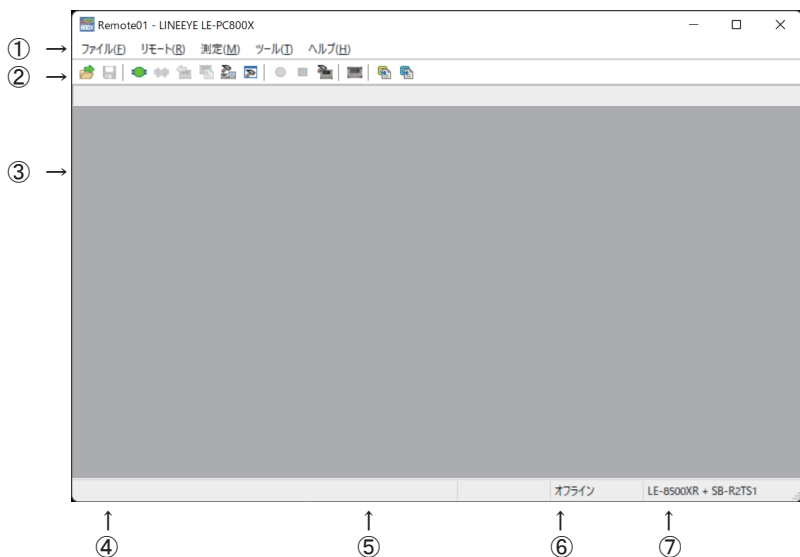 Remote01 - LINEEYE LE-PC800X
① → ファイル(F) リモート(R) 測定(M) ツール(T) ヘルプ(H)
② →
③ →
オフライン LE-8500XR + SB-R2TS1
↑ ↑ ↑ ↑
④ ⑤ ⑥ ⑦